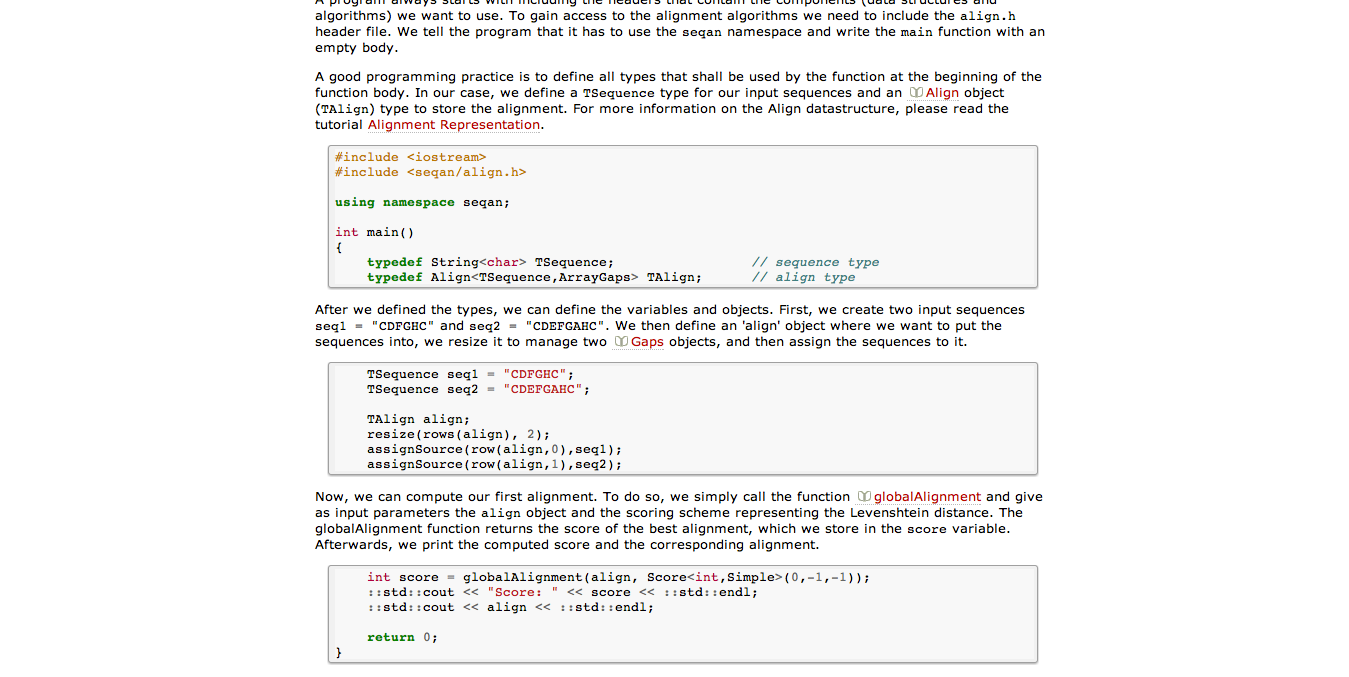 A program always starts with including the headers that contain the components (data structures and
algorithms) we want to use. To gain access to the alignment algorithms we need to include the align.h
header file. We tell the program that it has to use the seqan namespace and write the main function with an
empty body.
A good programming practice is to define all types that shall be used by the function at the beginning of the
function body. In our case, we define a TSequence type for our input sequences and an Align object
(TAlign) type to store the alignment. For more information on the Align datastructure, please read the
tutorial Alignment Representation.
#include <iostream>
#include <seqan/align.h>
using namespace seqan;
int main()
{
typedef String<char> TSequence; // sequence type
typedef Align<TSequence,ArrayGaps> TAlign; // align type
After we defined the types, we can define the variables and objects. First, we create two input sequences
seq1 = "CDFGHC" and seq2 = "CDEFGAHC". We then define an 'align' object where we want to put the
sequences into, we resize it to manage two Gaps objects, and then assign the sequences to it.
TSequence seq1 = "CDFGHC";
TSequence seq2 = "CDEFGAHC";
TAlign align;
resize(rows(align), 2);
assignSource(row(align,0),seq1);
assignSource(row(align,1),seq2);
Now, we can compute our first alignment. To do so, we simply call the function globalAlignment and give
as input parameters the align object and the scoring scheme representing the Levenshtein distance. The
globalAlignment function returns the score of the best alignment, which we store in the score variable.
Afterwards, we print the computed score and the corresponding alignment.
int score = globalAlignment(align, Score<int,Simple>(0,-1,-1));
::std::cout << "Score: " << score << ::std::endl;
::std::cout << align << ::std::endl;
return 0;
}